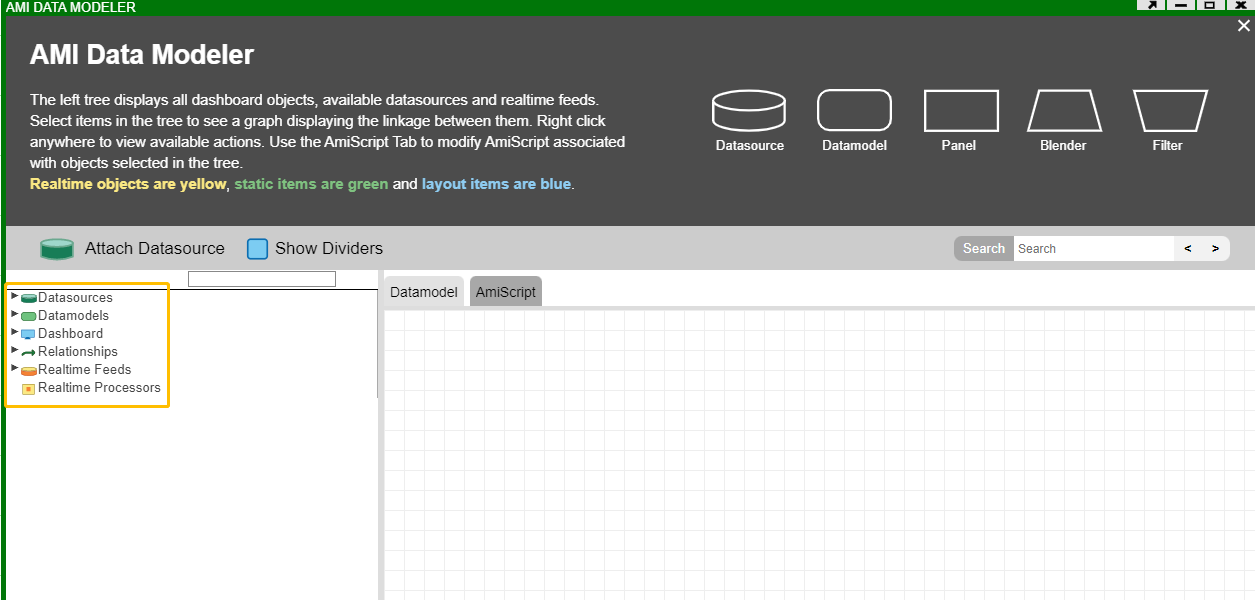 AMI DATA MODELER
AMI Data Modeler
The left tree displays all dashboard objects, available datasources and realtime feeds.
Select items in the tree to see a graph displaying the linkage between them. Right click
anywhere to view available actions. Use the AmiScript Tab to modify AmiScript associated
with objects selected in the tree.
Realtime objects are yellow, static items are green and layout items are blue.
Datasource Datamodel Panel Blender Filter
Attach Datasource Show Dividers Search Search < >
Datamodel AmiScript
Datasources
Datamodels
Dashboard
Relationships
Realtime Feeds
Realtime Processors